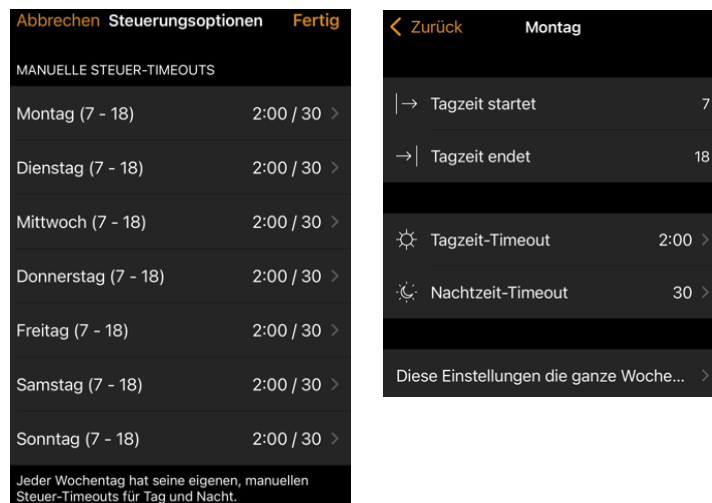 Abbrechen Steuerungsoptionen Fertig
MANUELLE STEUER-TIMEOUTS
Montag (7 - 18) 2:00 / 30
Dienstag (7 - 18) 2:00 / 30
Mittwoch (7 - 18) 2:00 / 30
Donnerstag (7 - 18) 2:00 / 30
Freitag (7 - 18) 2:00 / 30
Samstag (7 - 18) 2:00 / 30
Sonntag (7 - 18) 2:00 / 30
Jeder Wochentag hat seine eigenen, manuellen
Steuer-Timeouts für Tag und Nacht.
Zurück Montag
Tagzeit startet 7
Tagzeit endet 18
Tagzeit-Timeout 2:00
Nachtzeit-Timeout 30
Diese Einstellungen die ganze Woche...